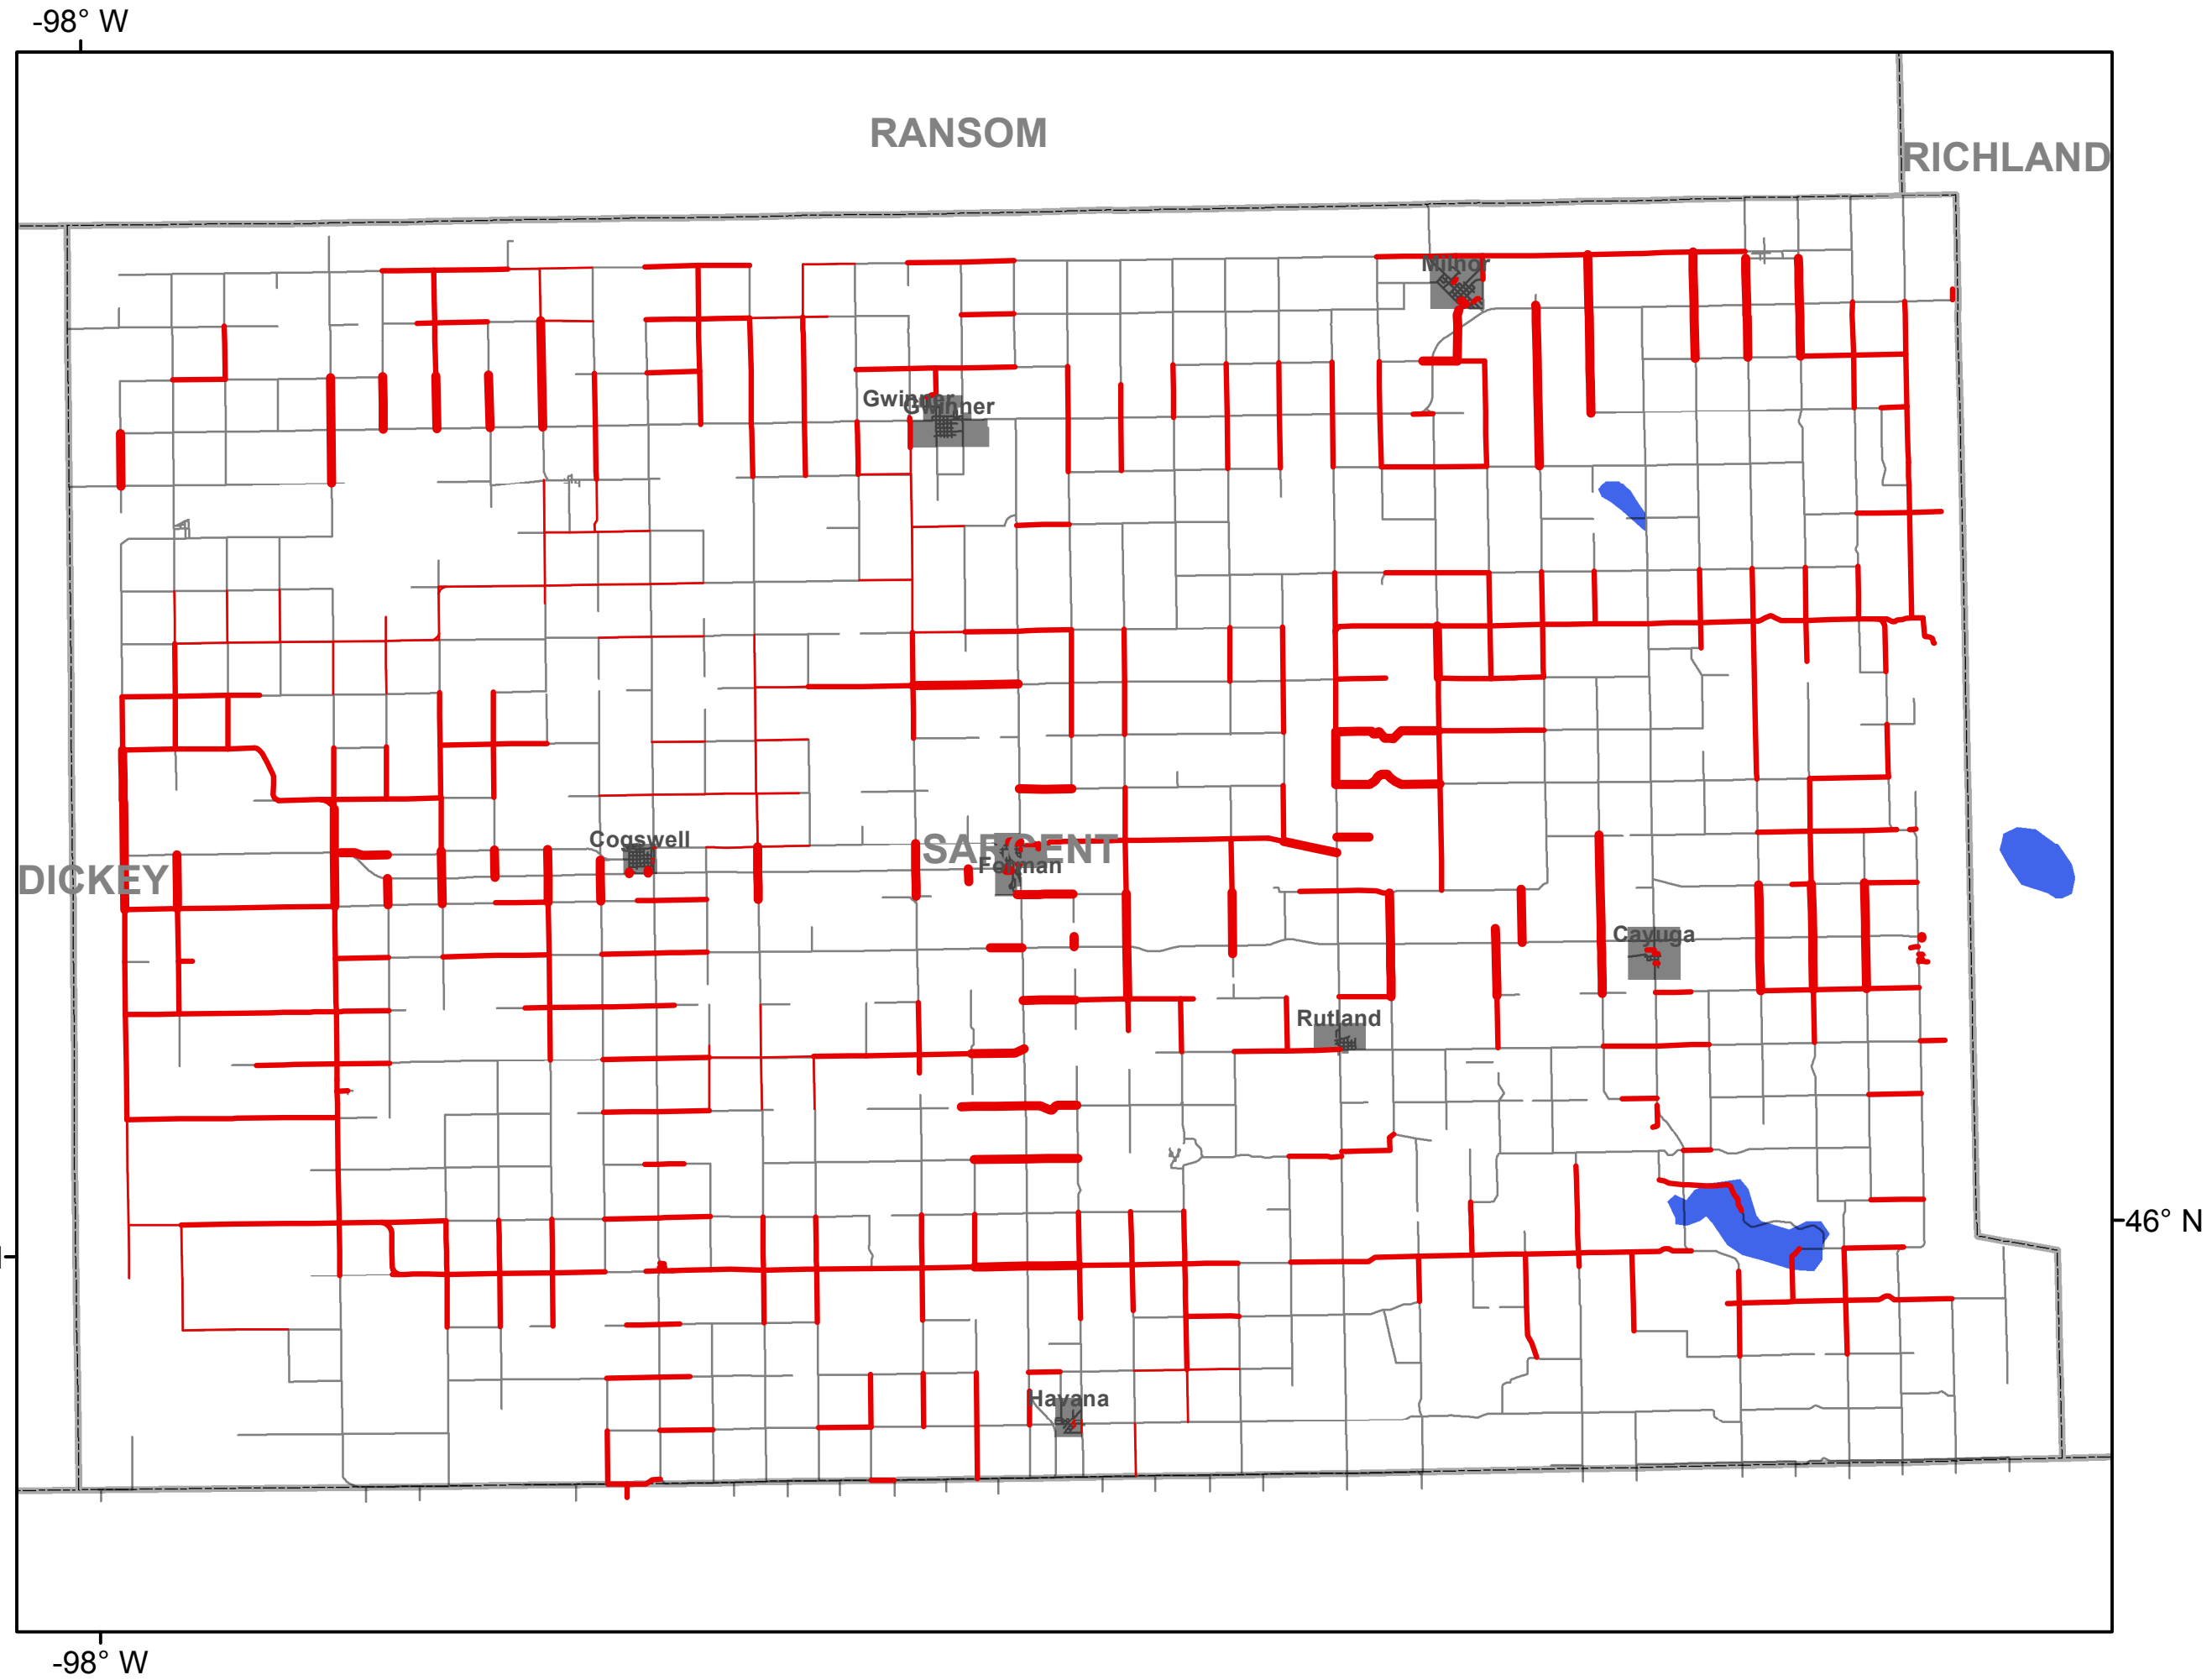 -98° W
RANSOM
RICHLAND
Milnor
Gwinner
Gwinner
Cogswell
SARGENT
Forman
DICKEY
Cayuga
Rutland
46° N
Havana
-98° W